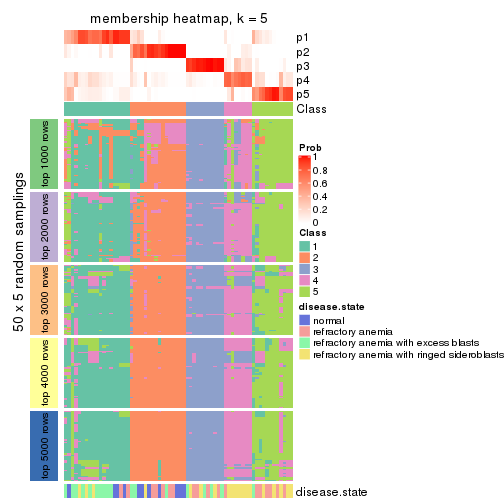 membership heatmap, k = 5
p1
p2
p3
p4
p5
Class
50 x 5 random samplings
top 1000 rows
top 2000 rows
top 3000 rows
top 4000 rows
top 5000 rows
Prob
1
0.8
0.6
0.4
0.2
0
Class
1
2
3
4
5
disease.state
normal
refractory anemia
refractory anemia with excess blasts
refractory anemia with ringed sideroblasts
disease.state